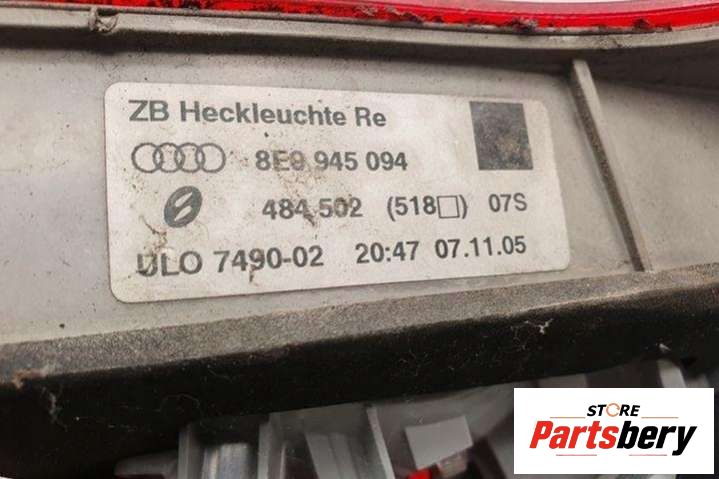 ZB Heckleuchte Re
8E9 945 094
484 502 (518□) 07S
ULO 7490-02 20:47 07.11.05
STORE
Partsbery